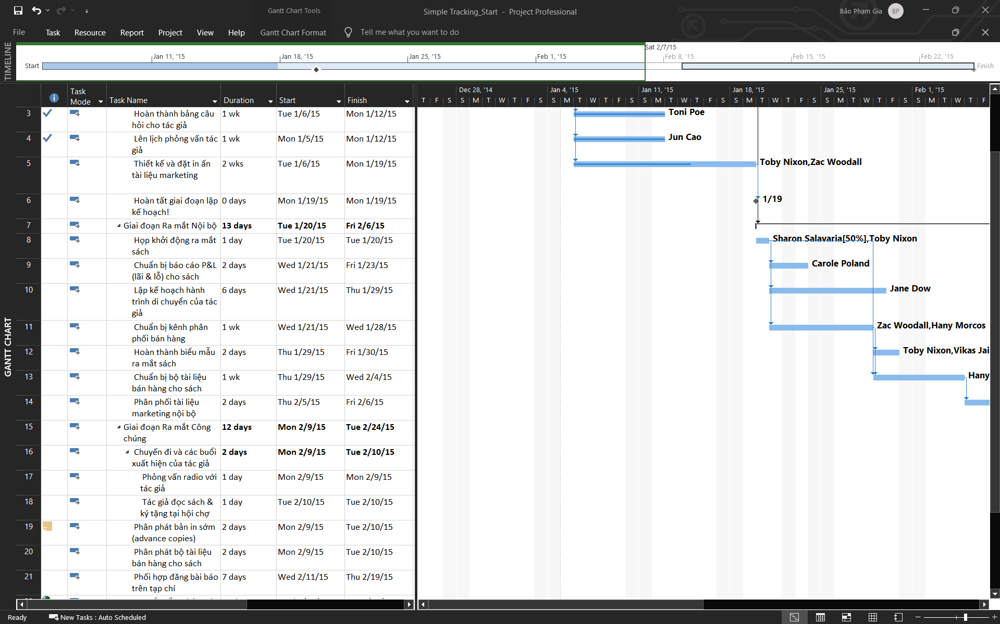 Gantt Chart Tools
Simple Tracking_Start - Project Professional
Bảo Phạm Gia
BP
File Task Resource Report Project View Help Gantt Chart Format Tell me what you want to do
TIMELINE
Sat 2/7/15
Jan 11, '15 Jan 18, '15 Jan 25, '15 Feb 1, '15 Feb 8, '15 Feb 15, '15 Feb 22, '15
Start
Finish
GANTT CHART
Task Mode Task Name Duration Start Finish
3 Hoàn thành bảng câu hỏi cho tác giả 1 wk Tue 1/6/15 Mon 1/12/15
4 Lên lịch phỏng vấn tác giả 1 wk Mon 1/5/15 Mon 1/12/15
5 Thiết kế và đặt in ấn tài liệu marketing 2 wks Tue 1/6/15 Mon 1/19/15
6 Hoàn tất giai đoạn lập kế hoạch! 0 days Mon 1/19/15 Mon 1/19/15
7 Giai đoạn Ra mắt Nội bộ 13 days Tue 1/20/15 Fri 2/6/15
8 Họp khởi động ra mắt sách 1 day Tue 1/20/15 Tue 1/20/15
9 Chuẩn bị báo cáo P&L (lãi & lỗ) cho sách 2 days Wed 1/21/15 Fri 1/23/15
10 Lập kế hoạch hành trình di chuyển của tác giả 6 days Wed 1/21/15 Thu 1/29/15
11 Chuẩn bị kênh phân phối bán hàng 1 wk Wed 1/21/15 Wed 1/28/15
12 Hoàn thành biểu mẫu ra mắt sách 2 days Thu 1/29/15 Fri 1/30/15
13 Chuẩn bị bộ tài liệu bán hàng cho sách 1 wk Thu 1/29/15 Wed 2/4/15
14 Phân phối tài liệu marketing nội bộ 2 days Thu 2/5/15 Fri 2/6/15
15 Giai đoạn Ra mắt Công chúng 12 days Mon 2/9/15 Tue 2/24/15
16 Chuyến đi và các buổi xuất hiện của tác giả 2 days Mon 2/9/15 Tue 2/10/15
17 Phỏng vấn radio với tác giả 1 day Mon 2/9/15 Mon 2/9/15
18 Tác giả đọc sách & ký tặng tại hội chợ 1 day Tue 2/10/15 Tue 2/10/15
19 Phân phát bản in sớm (advance copies) 2 days Mon 2/9/15 Tue 2/10/15
20 Phân phát bộ tài liệu bán hàng cho sách 2 days Mon 2/9/15 Tue 2/10/15
21 Phối hợp đăng bài báo trên tạp chí 7 days Wed 2/11/15 Thu 2/19/15
Dec 28, '14 Jan 4, '15 Jan 11, '15 Jan 18, '15 Jan 25, '15 Feb 1, '15
T F S S M T W T F S S M T W T F S S M T W T F S S M T W T F S S M T W T F S S M T W T F
Toni Poe
Jun Cao
Toby Nixon,Zac Woodall
1/19
Sharon Salavaria[50%],Toby Nixon
Carole Poland
Jane Dow
Zac Woodall,Hany Morcos
Toby Nixon,Vikas Jai
Hany
Ready New Tasks : Auto Scheduled